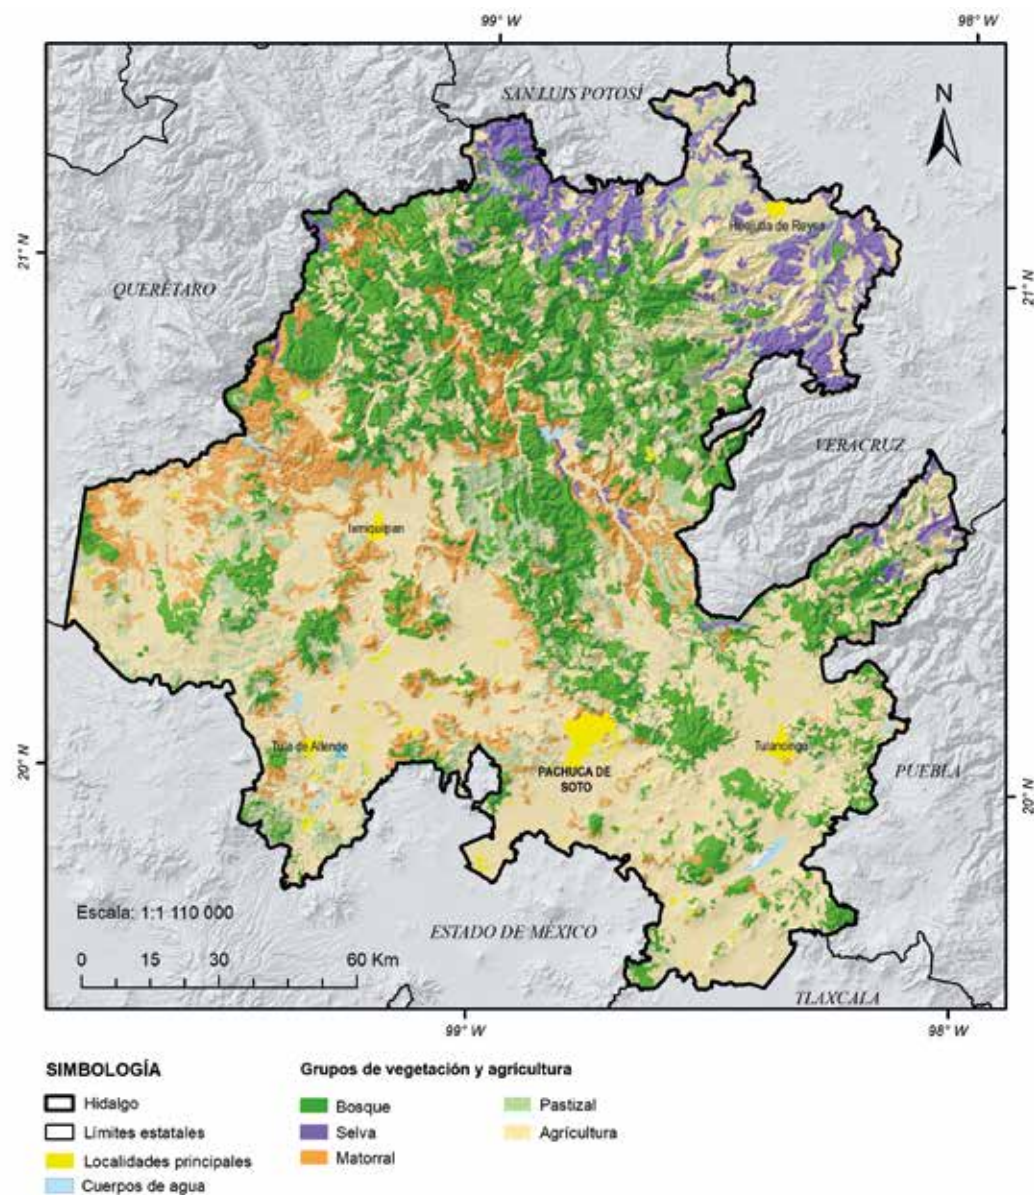 99° W
98° W
SAN LUIS POTOSÍ
N
Huejutla de Reyes
21° N
QUERÉTARO
21° N
VERACRUZ
Ixmiquipan
Tula de Allende
Tulancingo
20° N
PACHUCA DE
SOTO
PUEBLA
20° N
Escala: 1:1 110 000
ESTADO DE MÉXICO
0 15 30 60 Km
TLAXCALA
99° W
98° W
SIMBOLOGÍA
Hidalgo
Límites estatales
Localidades principales
Cuerpos de agua
Grupos de vegetación y agricultura
Bosque
Selva
Matorral
Pastizal
Agrícultura